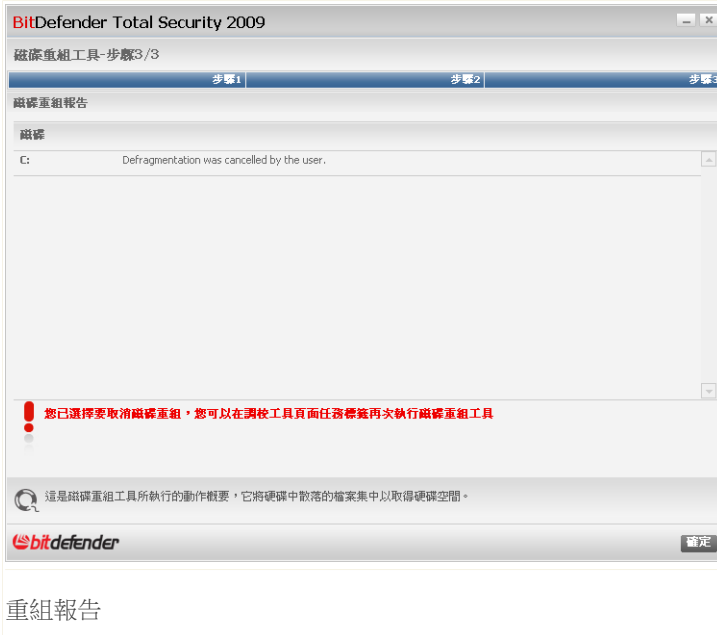 BitDefender Total Security 2009
磁碟重組工具-步驟3/3
步驟1 步驟2 步驟3
磁碟重組報告
磁碟
C: Defragmentation was cancelled by the user.
您已選擇要取消磁碟重組，您可以在調校工具頁面任務標籤再次執行磁碟重組工具
這是磁碟重組工具所執行的動作概要，它將硬碟中散落的檔案集中以取得硬碟空間。
bitdefender
確定
重組報告